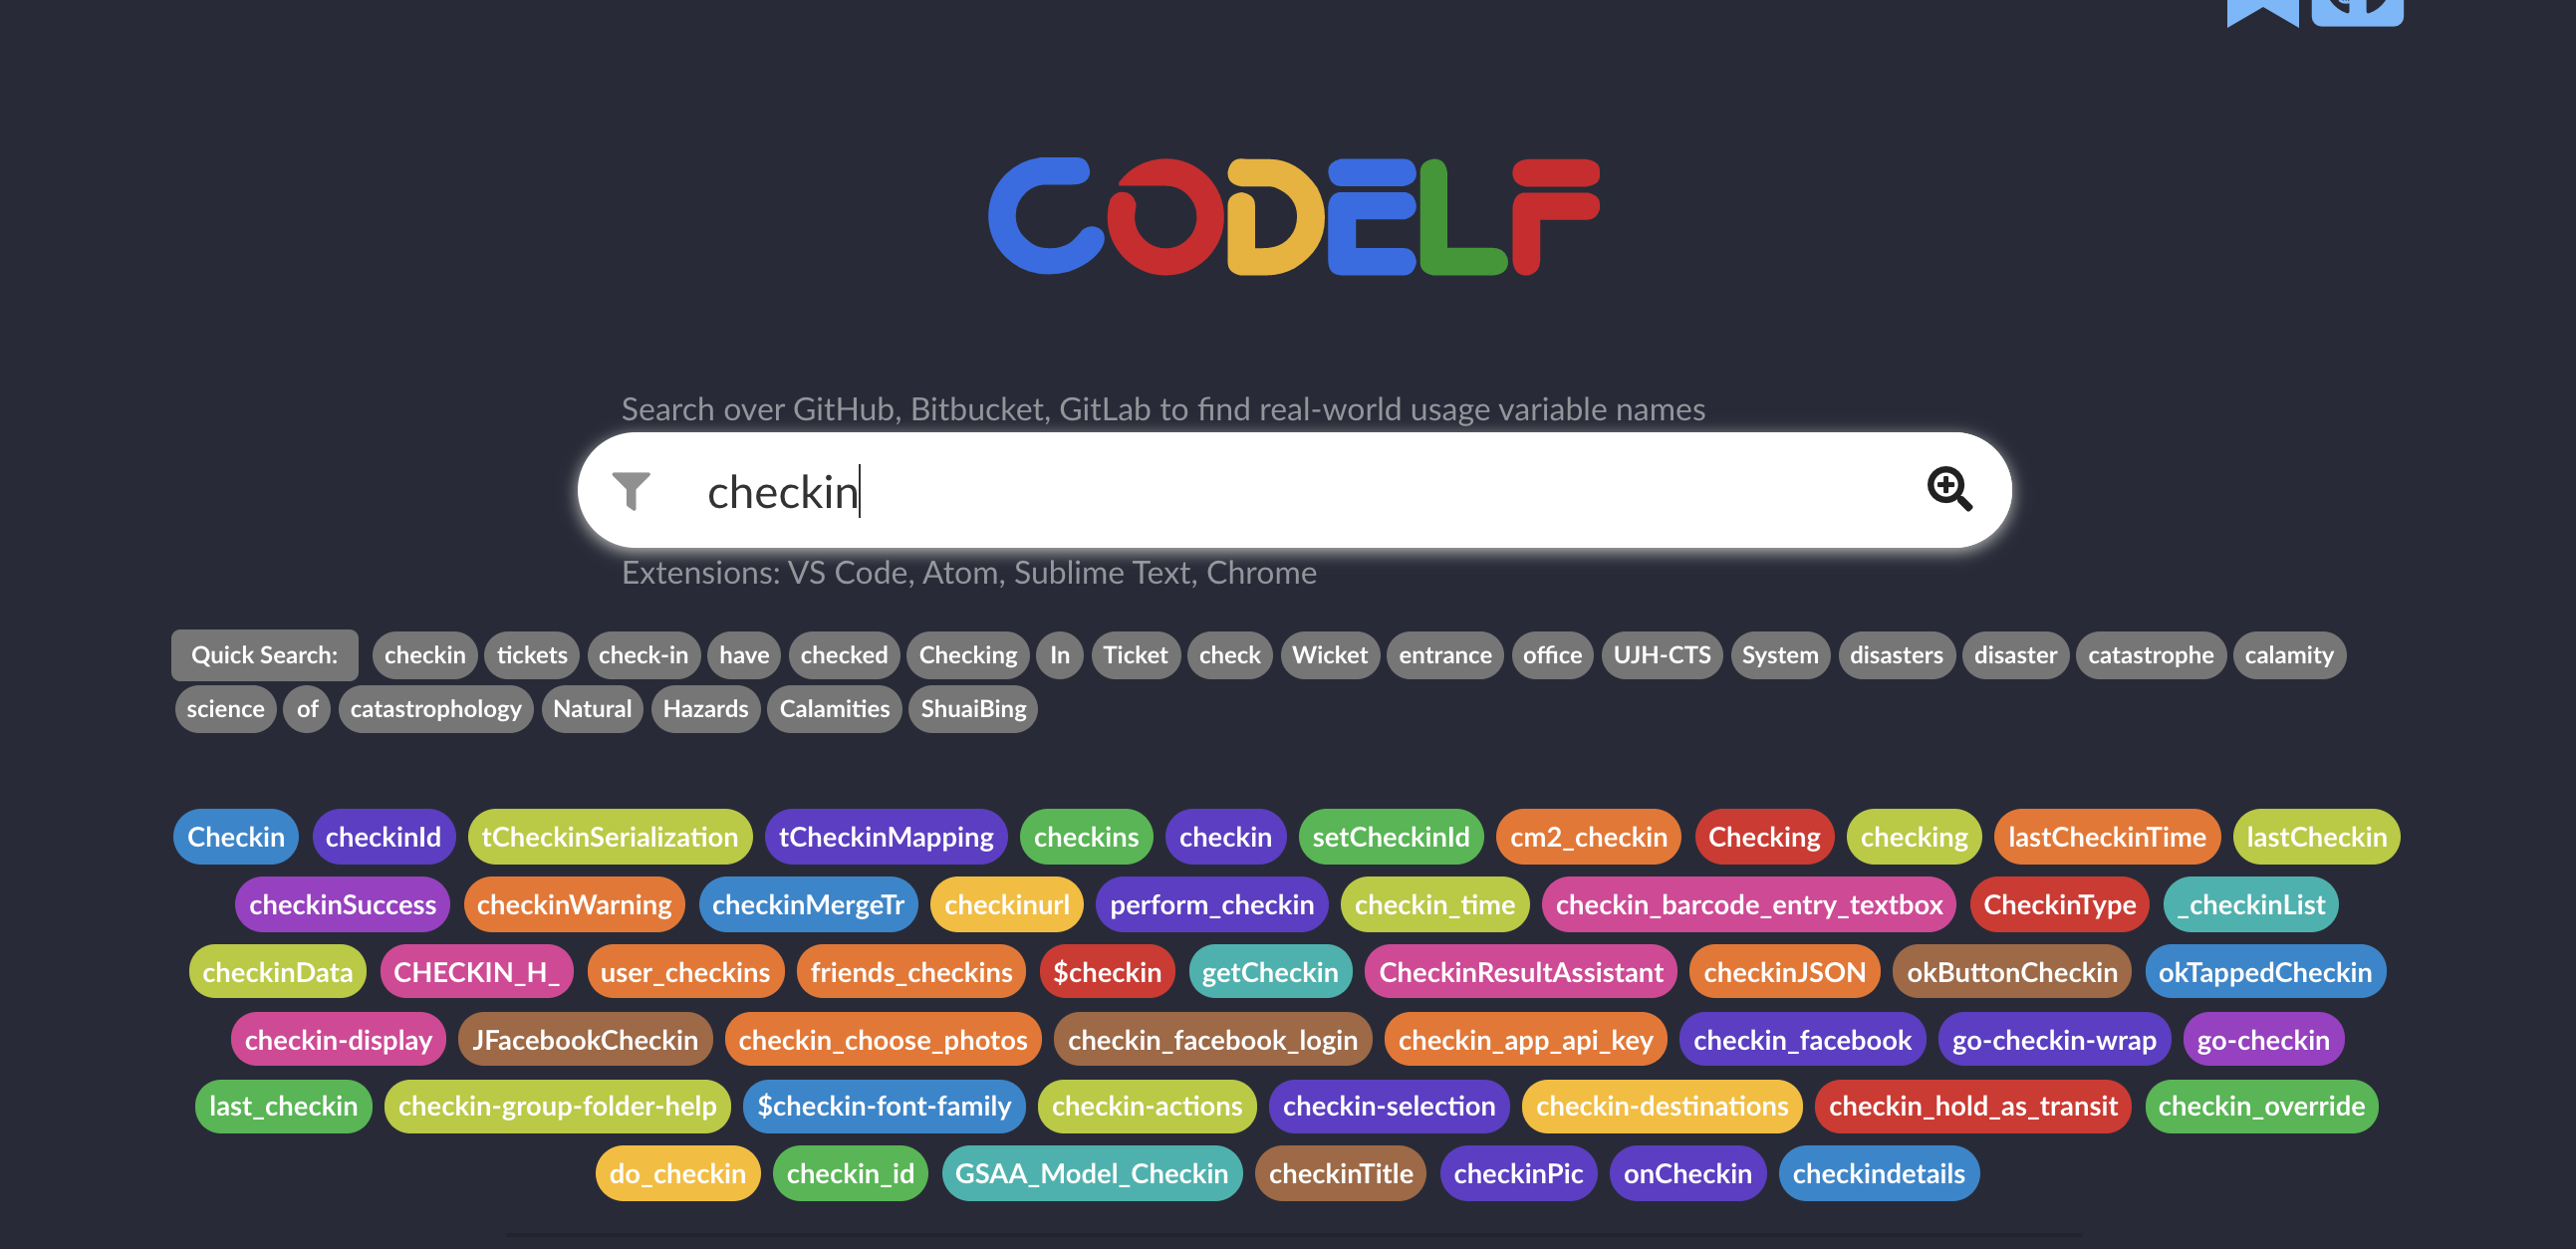 CODELF
Search over GitHub, Bitbucket, GitLab to find real-world usage variable names
checkin
Extensions: VS Code, Atom, Sublime Text, Chrome
Quick Search: checkin tickets check-in have checked Checking In Ticket check Wicket entrance office UJH-CTS System disasters disaster catastrophe calamity
science of catastrophology Natural Hazards Calamities ShuaiBing
Checkin checkinId tCheckinSerialization tCheckinMapping checkins checkin setCheckinId cm2_checkin Checking checking lastCheckinTime lastCheckin
checkinSuccess checkinWarning checkinMergeTr checkinurl perform_checkin checkin_time checkin_barcode_entry_textbox CheckinType _checkinList
checkinData CHECKIN_H_ user_checkins friends_checkins $checkin getCheckin CheckinResultAssistant checkinJSON okButtonCheckin okTappedCheckin
checkin-display JFacebookCheckin checkin_choose_photos checkin_facebook_login checkin_app_api_key checkin_facebook go-checkin-wrap go-checkin
last_checkin checkin-group-folder-help $checkin-font-family checkin-actions checkin-selection checkin-destinations checkin_hold_as_transit checkin_override
do_checkin checkin_id GSAA_Model_Checkin checkinTitle checkinPic onCheckin checkindetails